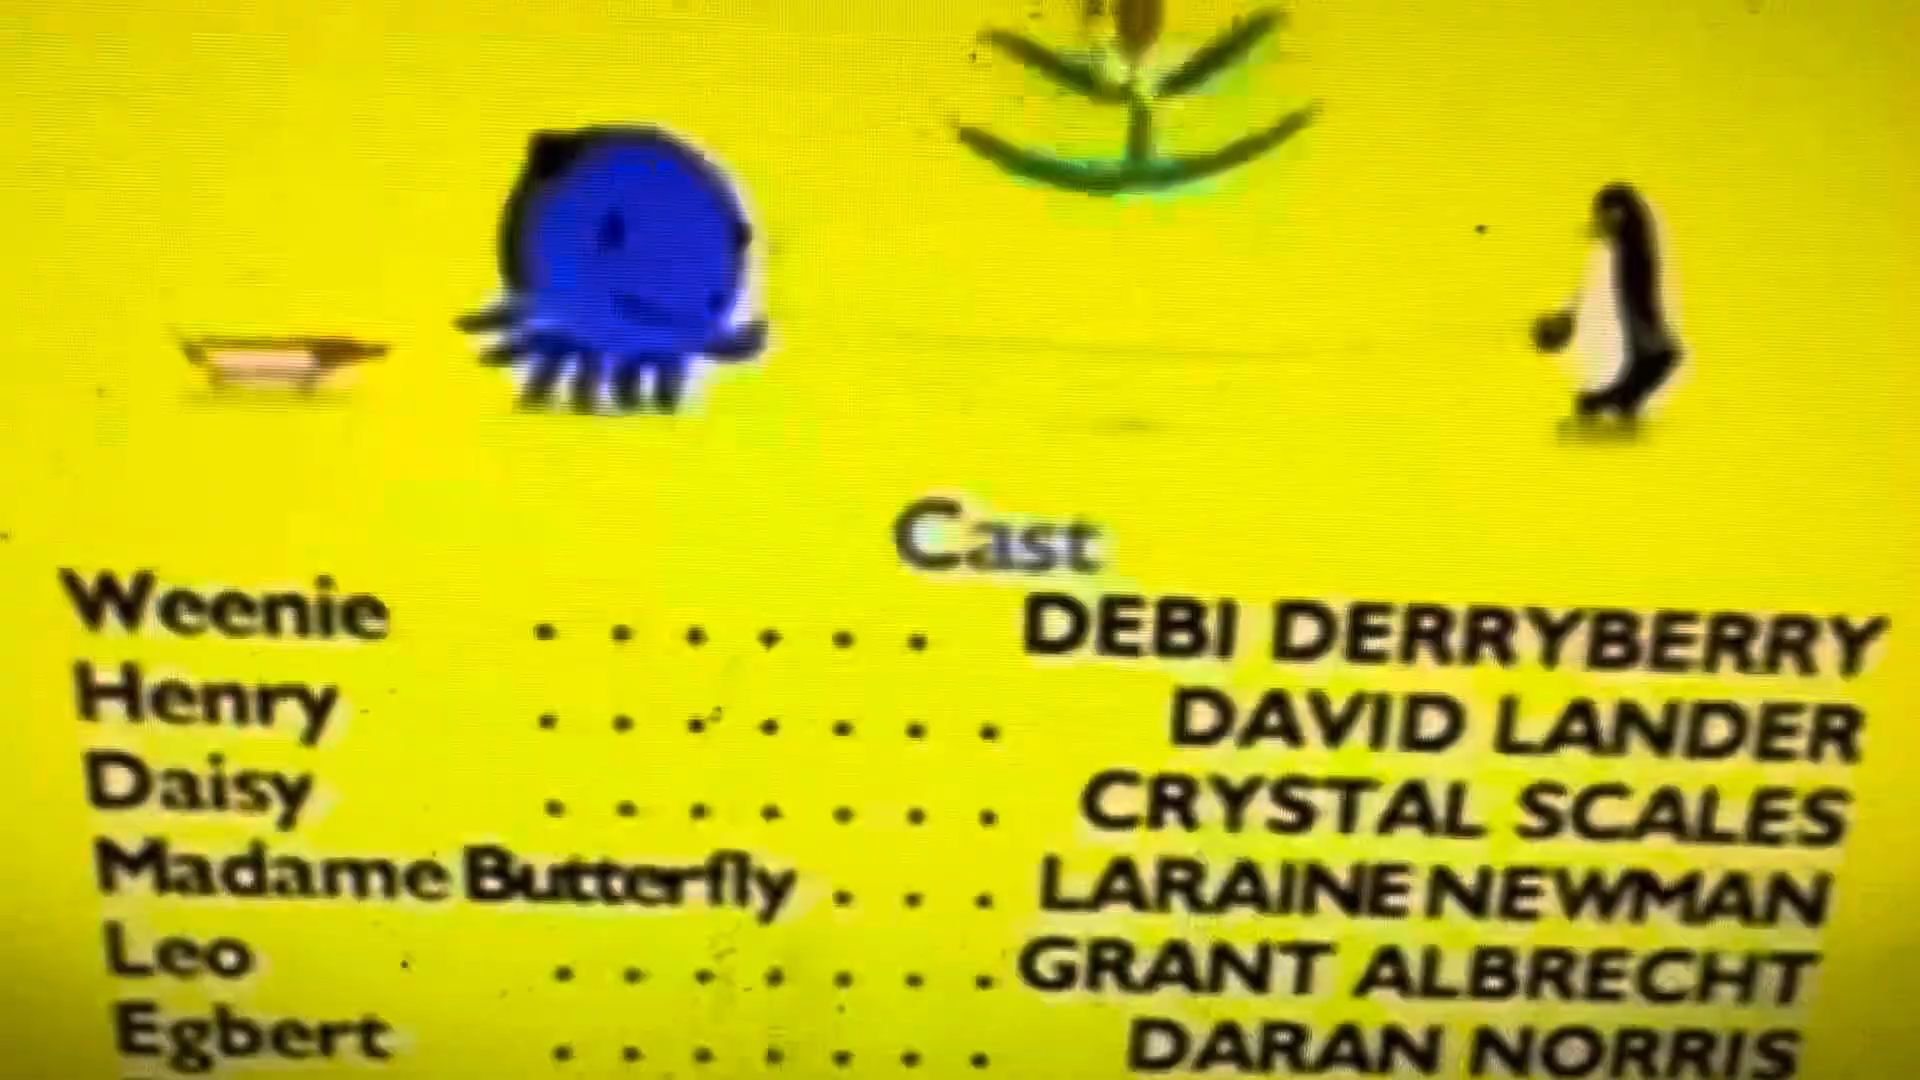 Cast
Weenie . . . . . . DEBI DERRYBERRY
Henry . . . . . . . DAVID LANDER
Daisy . . . . . . . CRYSTAL SCALES
Madame Butterfly . . . LARAINE NEWMAN
Leo . . . . . . . GRANT ALBRECHT
Egbert . . . . . . . DARAN NORRIS